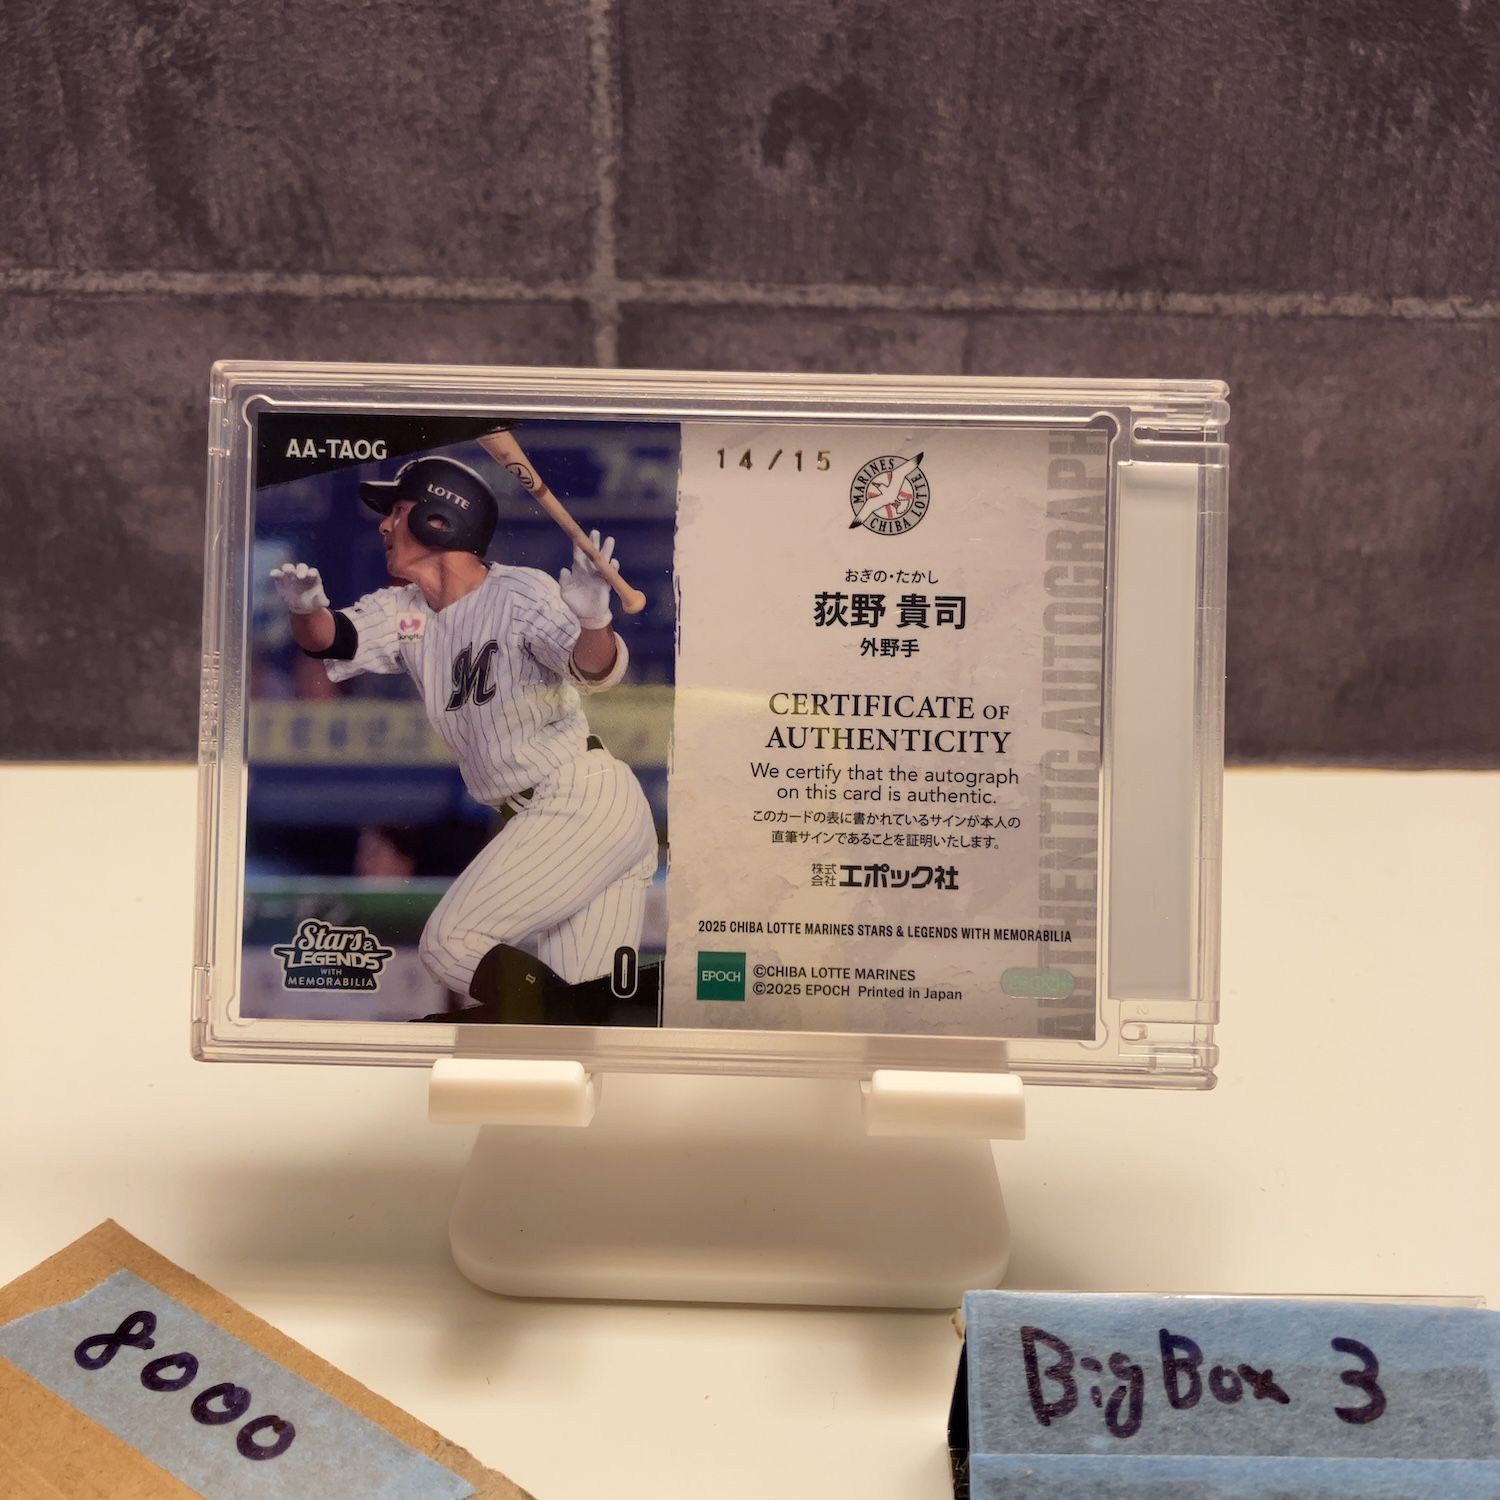 AA-TAOG
LOTTE
GungHo
M
Stars &
LEGENDS
WITH
MEMORABILIA
0
14/15
MARINES
CHIBA LOTTE
おぎの・たかし
荻野 貴司
外野手
CERTIFICATE OF
AUTHENTICITY
We certify that the autograph
on this card is authentic.
このカードの表に書かれているサインが本人の
直筆サインであることを証明いたします。
株式会社エポック社
2025 CHIBA LOTTE MARINES STARS & LEGENDS WITH MEMORABILIA
EPOCH
©CHIBA LOTTE MARINES
©2025 EPOCH Printed in Japan
AUTHENTIC AUTOGRAPH
8000
Big Box 3